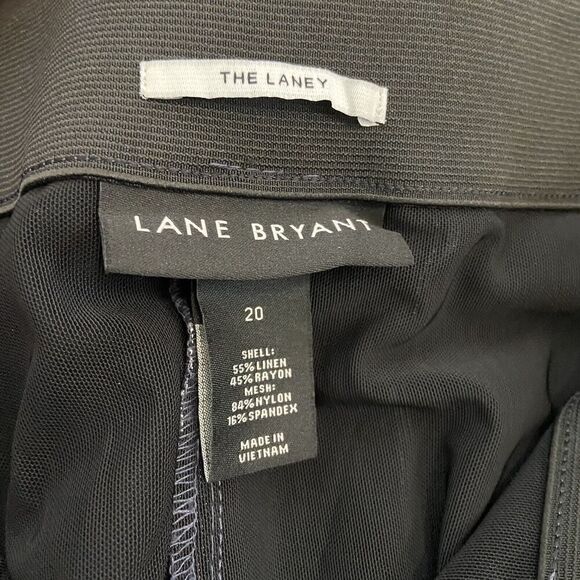 THE LANEY
LANE BRYANT
20
SHELL:
55% LINEN
45% RAYON
MESH:
84% NYLON
16% SPANDEX
MADE IN
VIETNAM